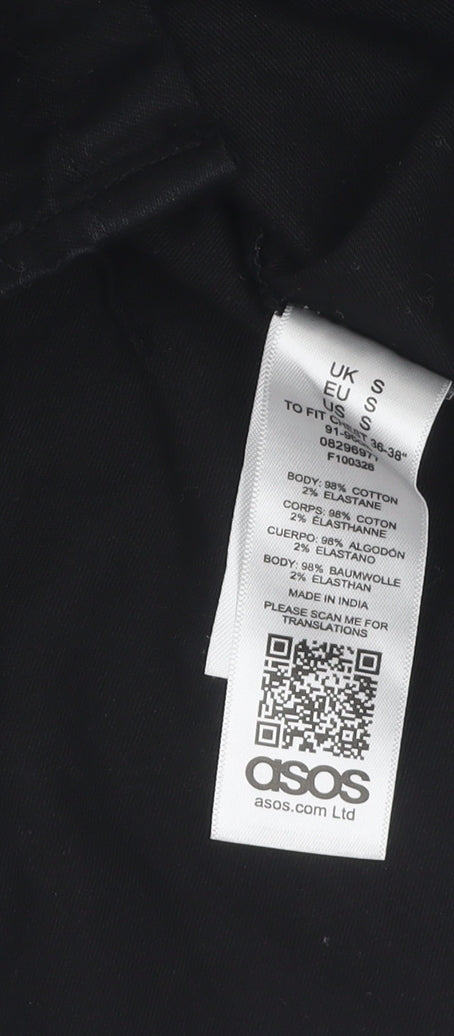 UK S
EU S
US S
TO FIT CHEST 36-38"
08296977
F100326
BODY: 98% COTTON
2% ELASTANE
CORPS: 98% COTON
2% ÉLASTHANNE
CUERPO: 98% ALGODÓN
2% ELASTANO
BODY: 98% BAUMWOLLE
2% ELASTHAN
MADE IN INDIA
PLEASE SCAN ME FOR
TRANSLATIONS
asos
asos.com Ltd